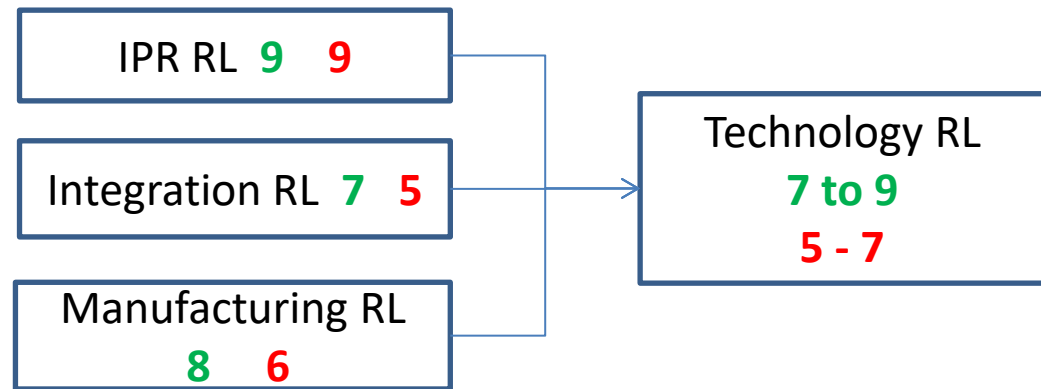 IPR RL 9 9
Integration RL 7 5
Manufacturing RL
8 6
Technology RL
7 to 9
5 - 7